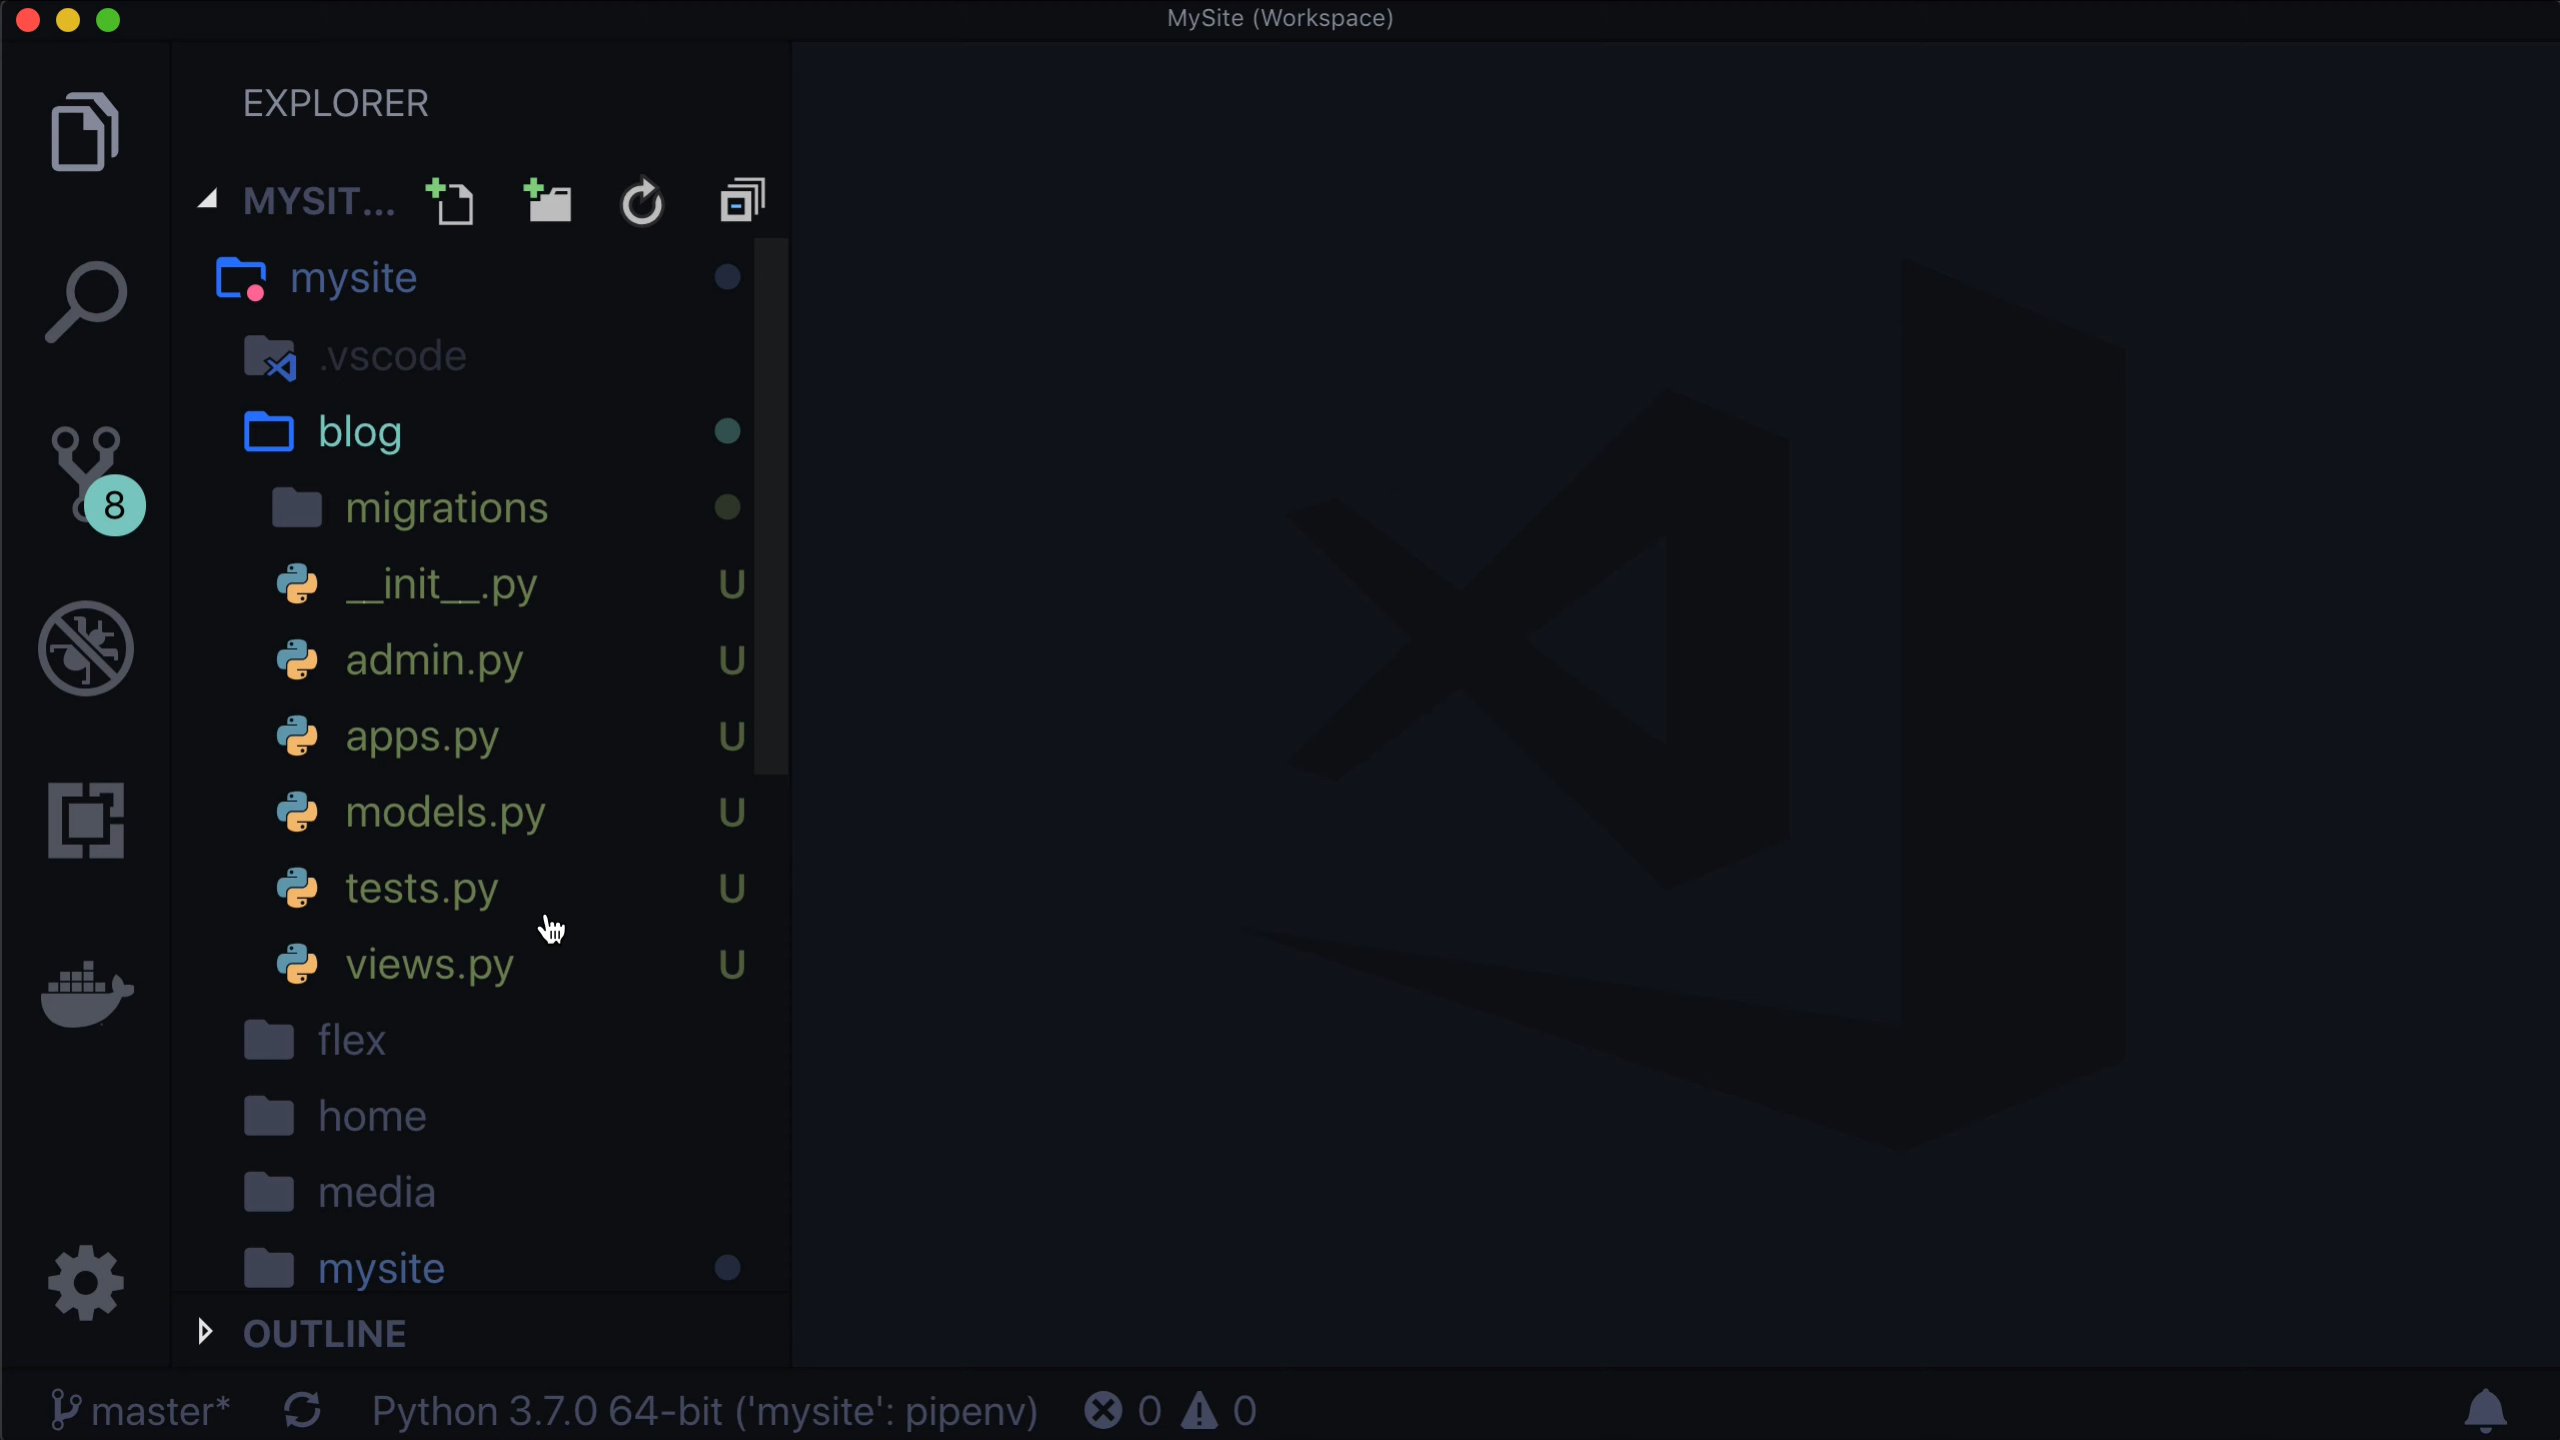 MySite (Workspace)
EXPLORER
MYSIT...
mysite
.vscode
blog
8
migrations
__init__.py U
admin.py U
apps.py U
models.py U
tests.py U
views.py U
flex
home
media
mysite
OUTLINE
master* Python 3.7.0 64-bit ('mysite': pipenv) 0 0